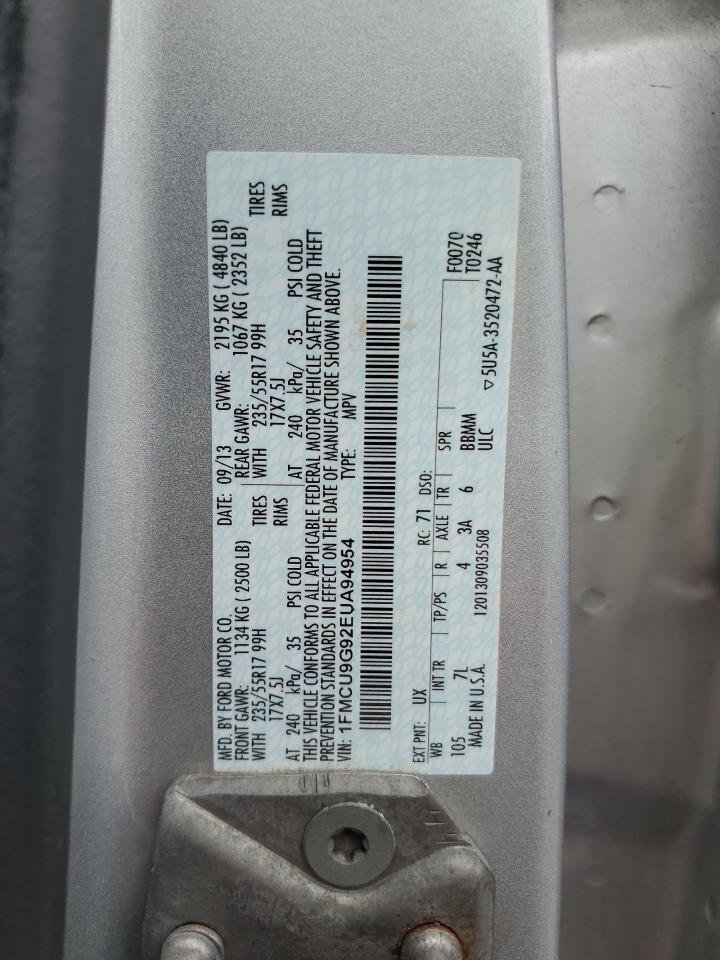 MFD. BY FORD MOTOR CO. DATE: 09/13 GVWR: 2195 KG ( 4840 LB)
FRONT GAWR: 1134 KG ( 2500 LB) REAR GAWR: 1067 KG ( 2352 LB)
WITH 235/55R17 99H TIRES WITH 235/55R17 99H TIRES
17X7.5J RIMS 17X7.5J RIMS
AT 240 kPa/ 35 PSI COLD AT 240 kPa/ 35 PSI COLD
THIS VEHICLE CONFORMS TO ALL APPLICABLE FEDERAL MOTOR VEHICLE SAFETY AND THEFT
PREVENTION STANDARDS IN EFFECT ON THE DATE OF MANUFACTURE SHOWN ABOVE.
VIN: 1FMCU9G92EUA94954 TYPE: MPV
EXT PNT: UX RC: 71 DSO:
WB INT TR TP/PS R AXLE TR SPR F0070
105 7L 4 3A 6 BBMM T0246
MADE IN U.S.A. 1201309035508 ULC ▽5U5A-3520472-AA